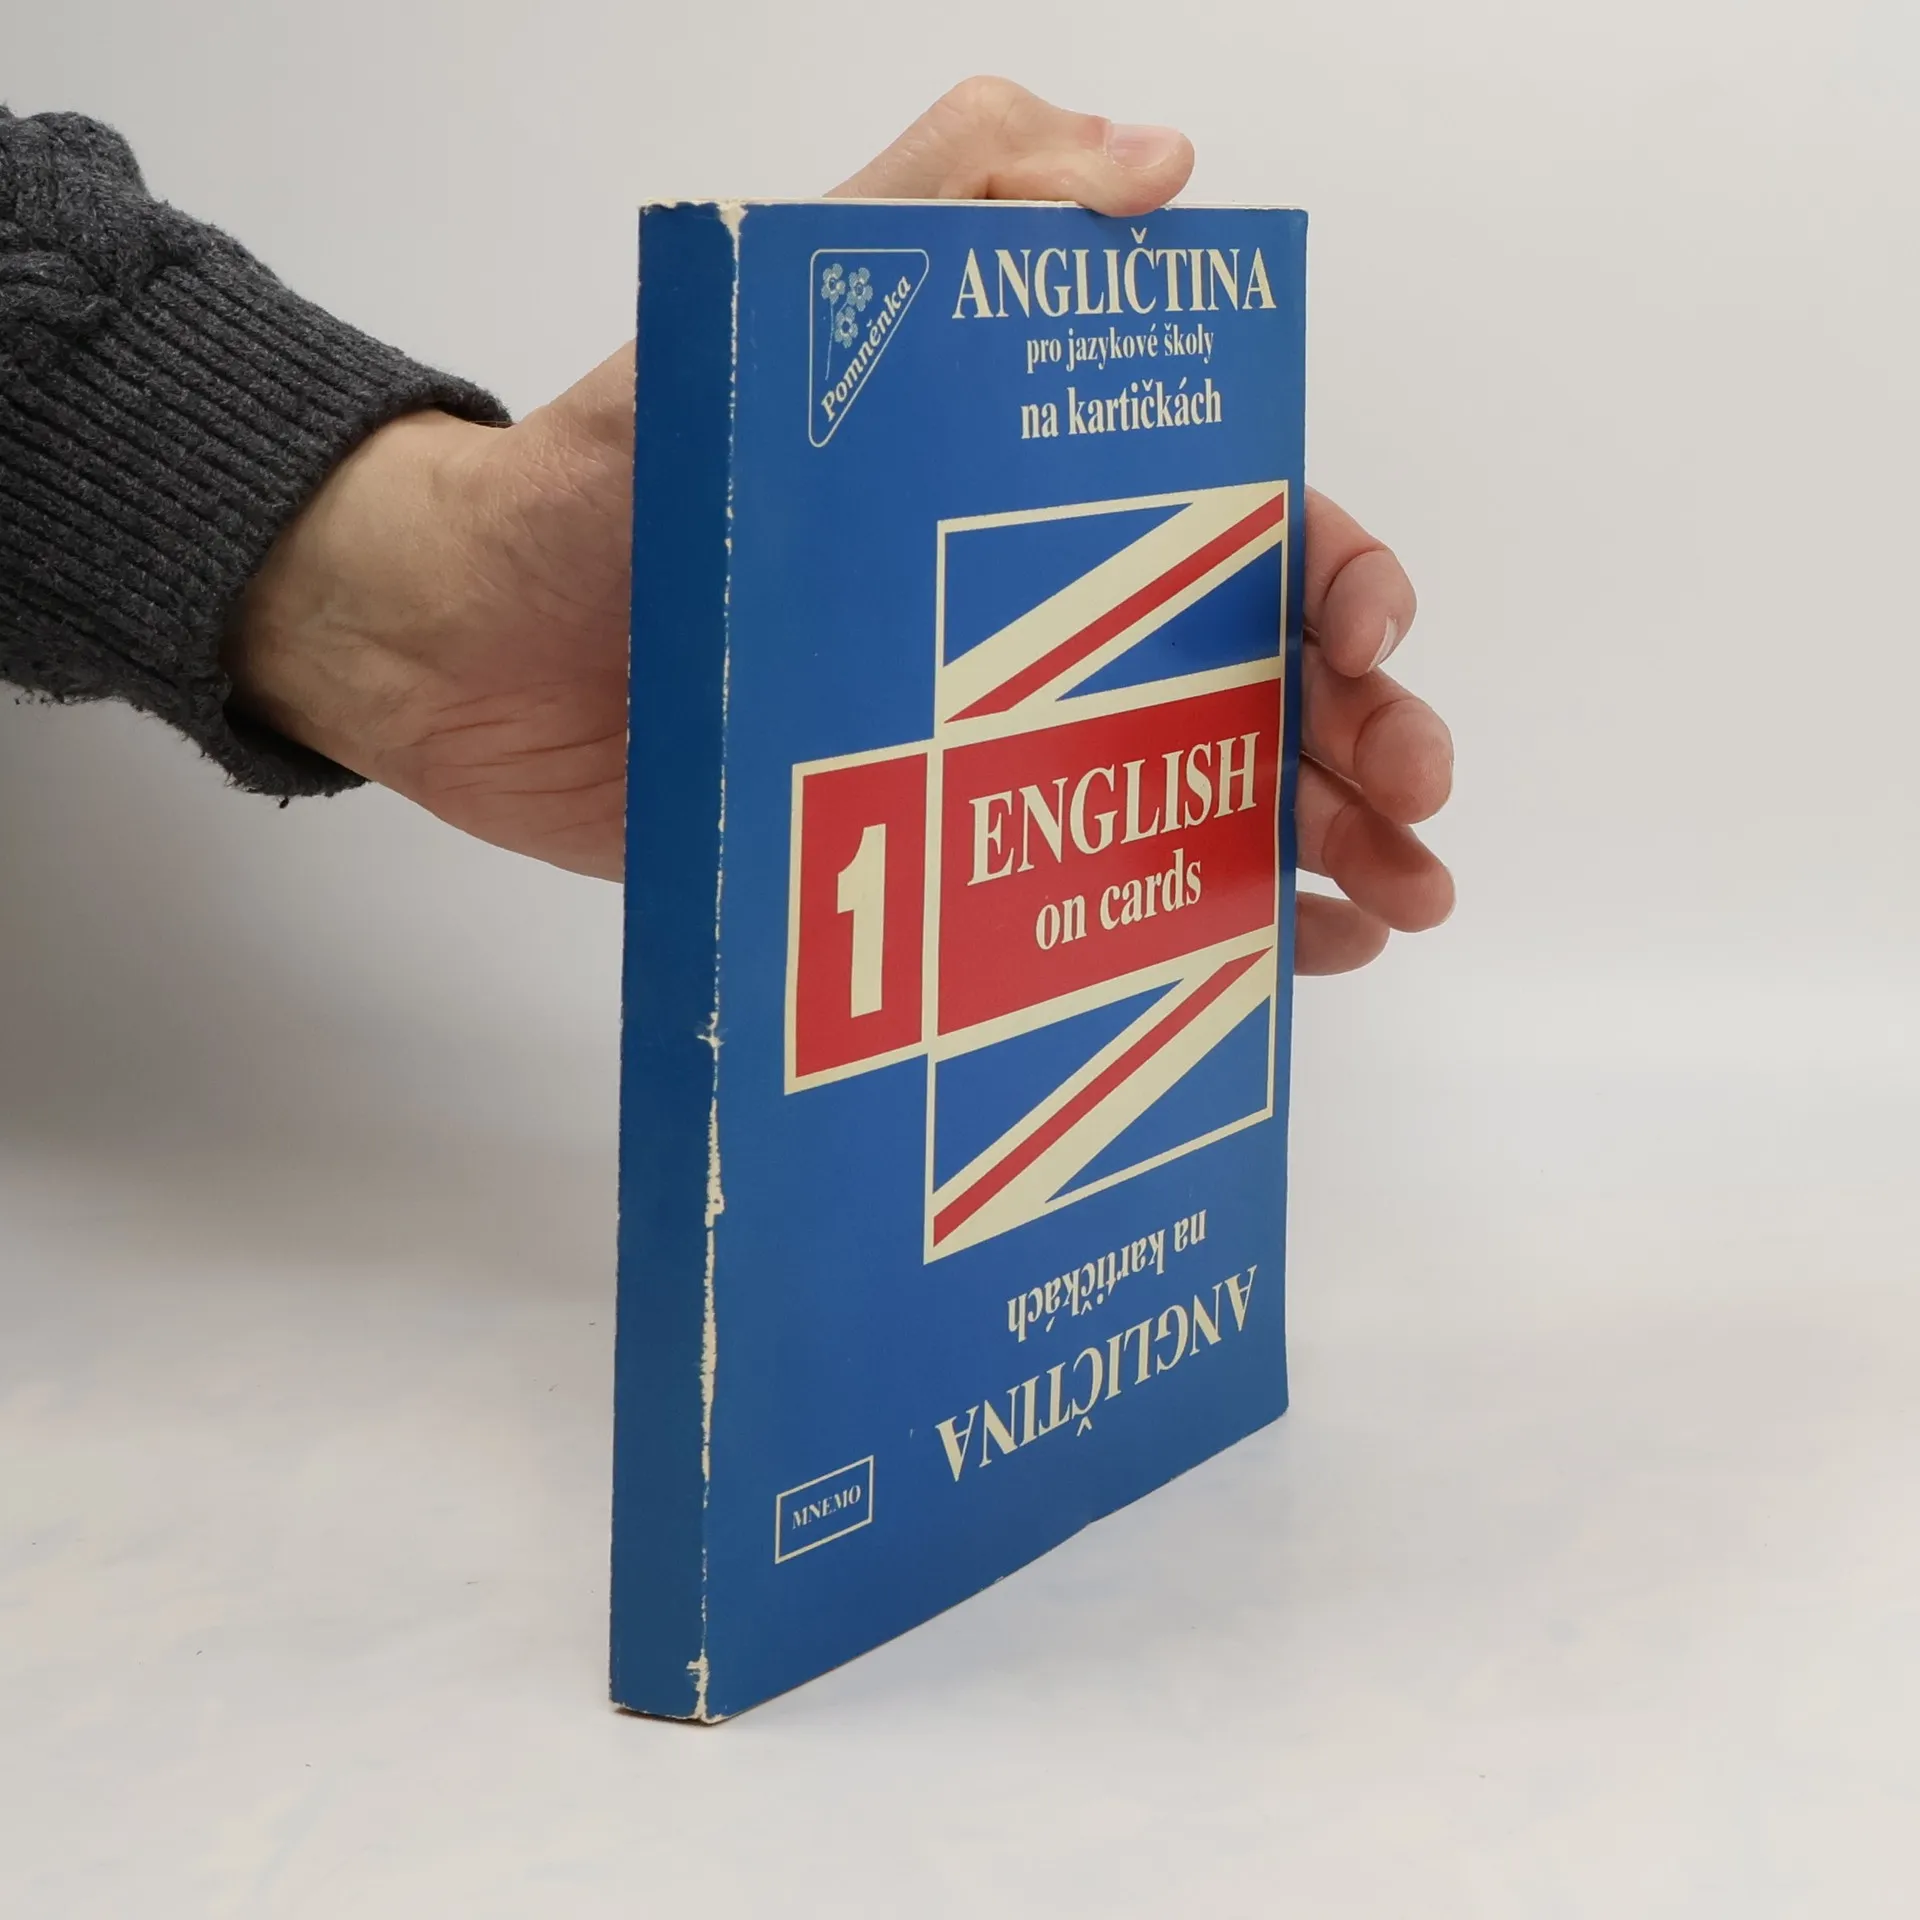 Pomněnka
ANGLIČTINA
pro jazykové školy
na kartičkách
1
ENGLISH
on cards
ANGLIČTINA
na kartičkách
MNEMO